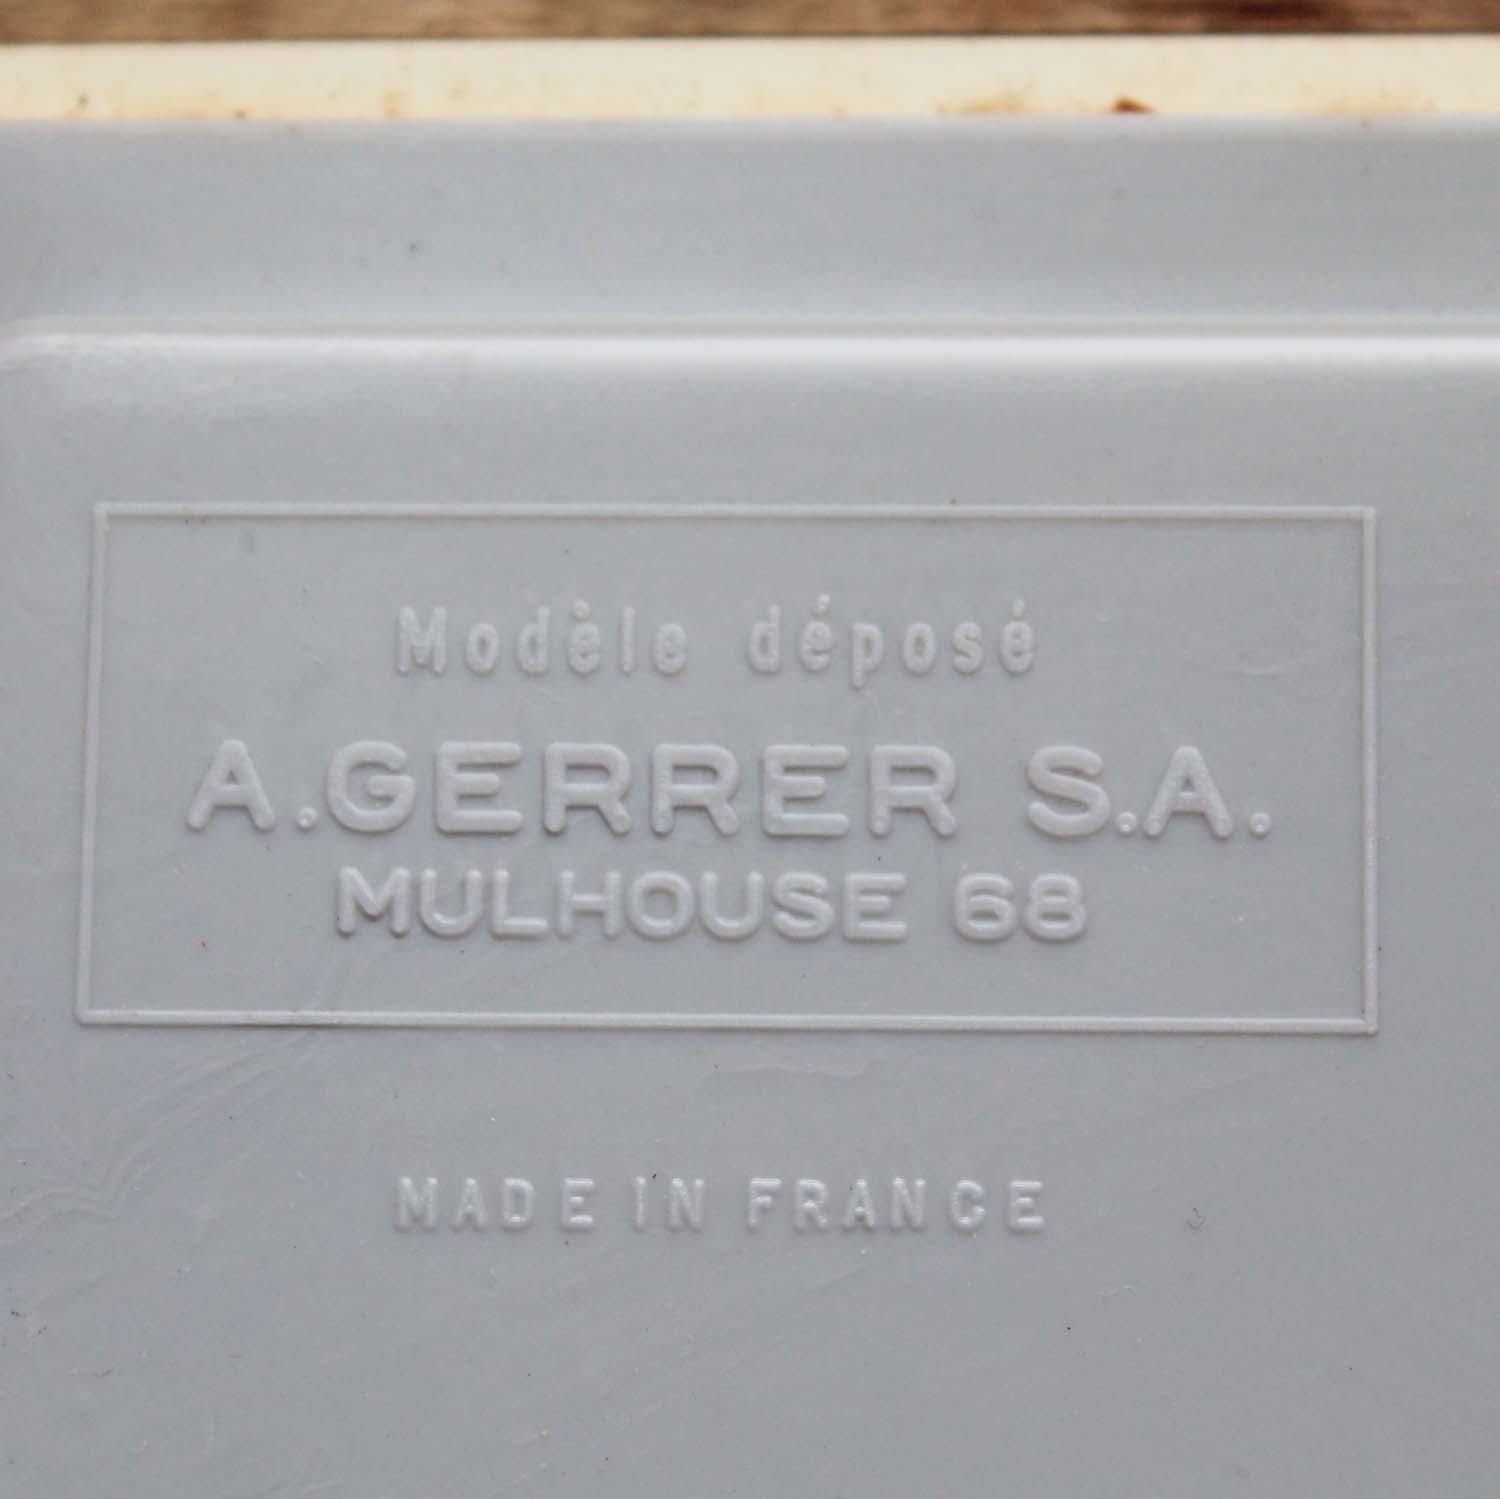 Modèle déposé
A.GERRER S.A.
MULHOUSE 68
MADE IN FRANCE